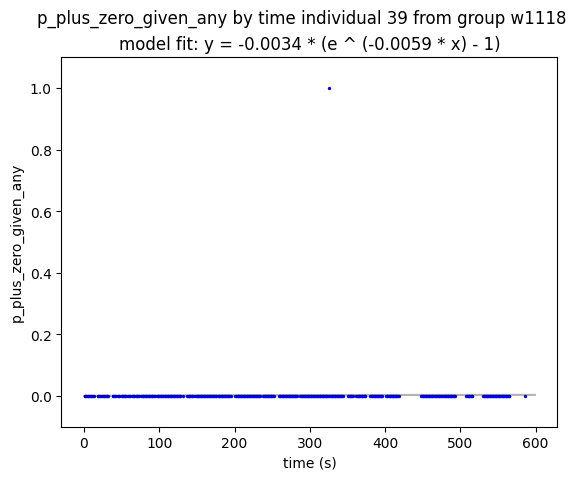 p_plus_zero_given_any by time individual 39 from group w1118
model fit: y = -0.0034 * (e ^ (-0.0059 * x) - 1)
p_plus_zero_given_any
1.0
0.8
0.6
0.4
0.2
0.0
0 100 200 300 400 500 600
time (s)